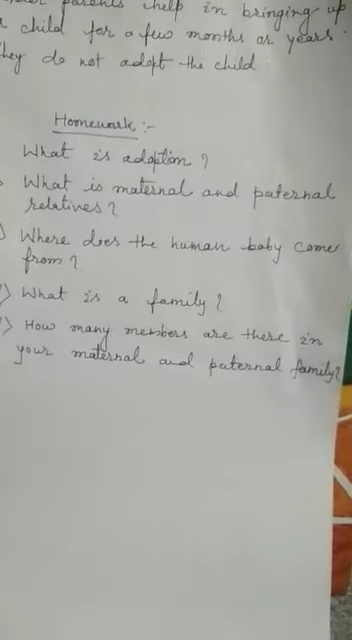 parents help in bringing up
a child for a few months or years.
They do not adopt the child
Homework :-
What is adoption?
What is maternal and paternal
relatives?
Where does the human baby come
from?
What is a family?
How many members are there in
your maternal and paternal family?